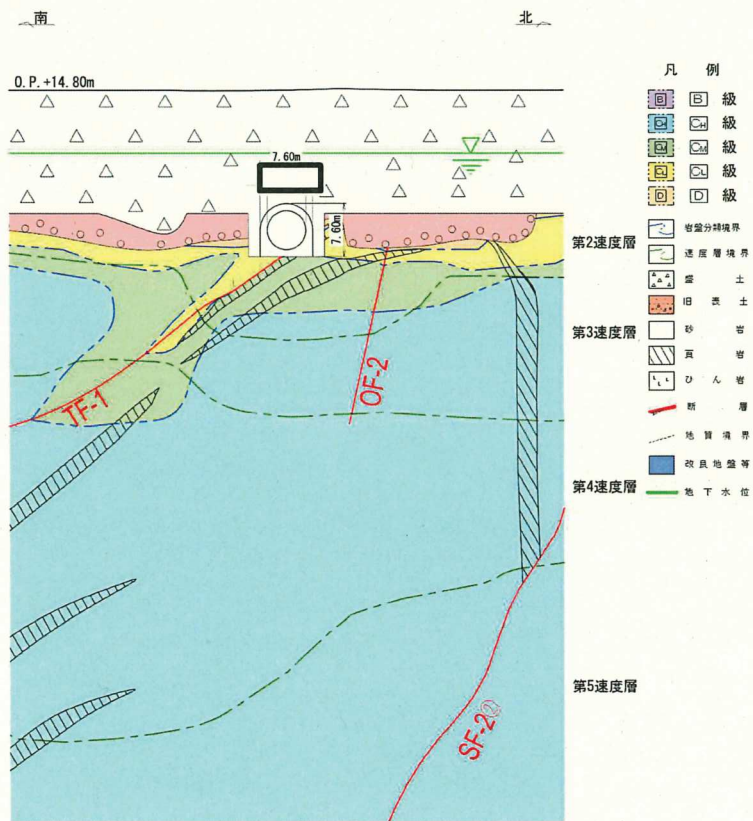 南
北
O.P.+14.80m
7.60m
7.60m
TF-1
OF-2
SF-2②
第2速度層
第3速度層
第4速度層
第5速度層
凡 例
B B 級
CH CH 級
CM CM 級
CL CL 級
D D 級
岩盤分類境界
速度層境界
盛 土
旧 表 土
砂 岩
頁 岩
ひ ん 岩
断 層
地 質 境 界
改 良 地 盤 等
地 下 水 位